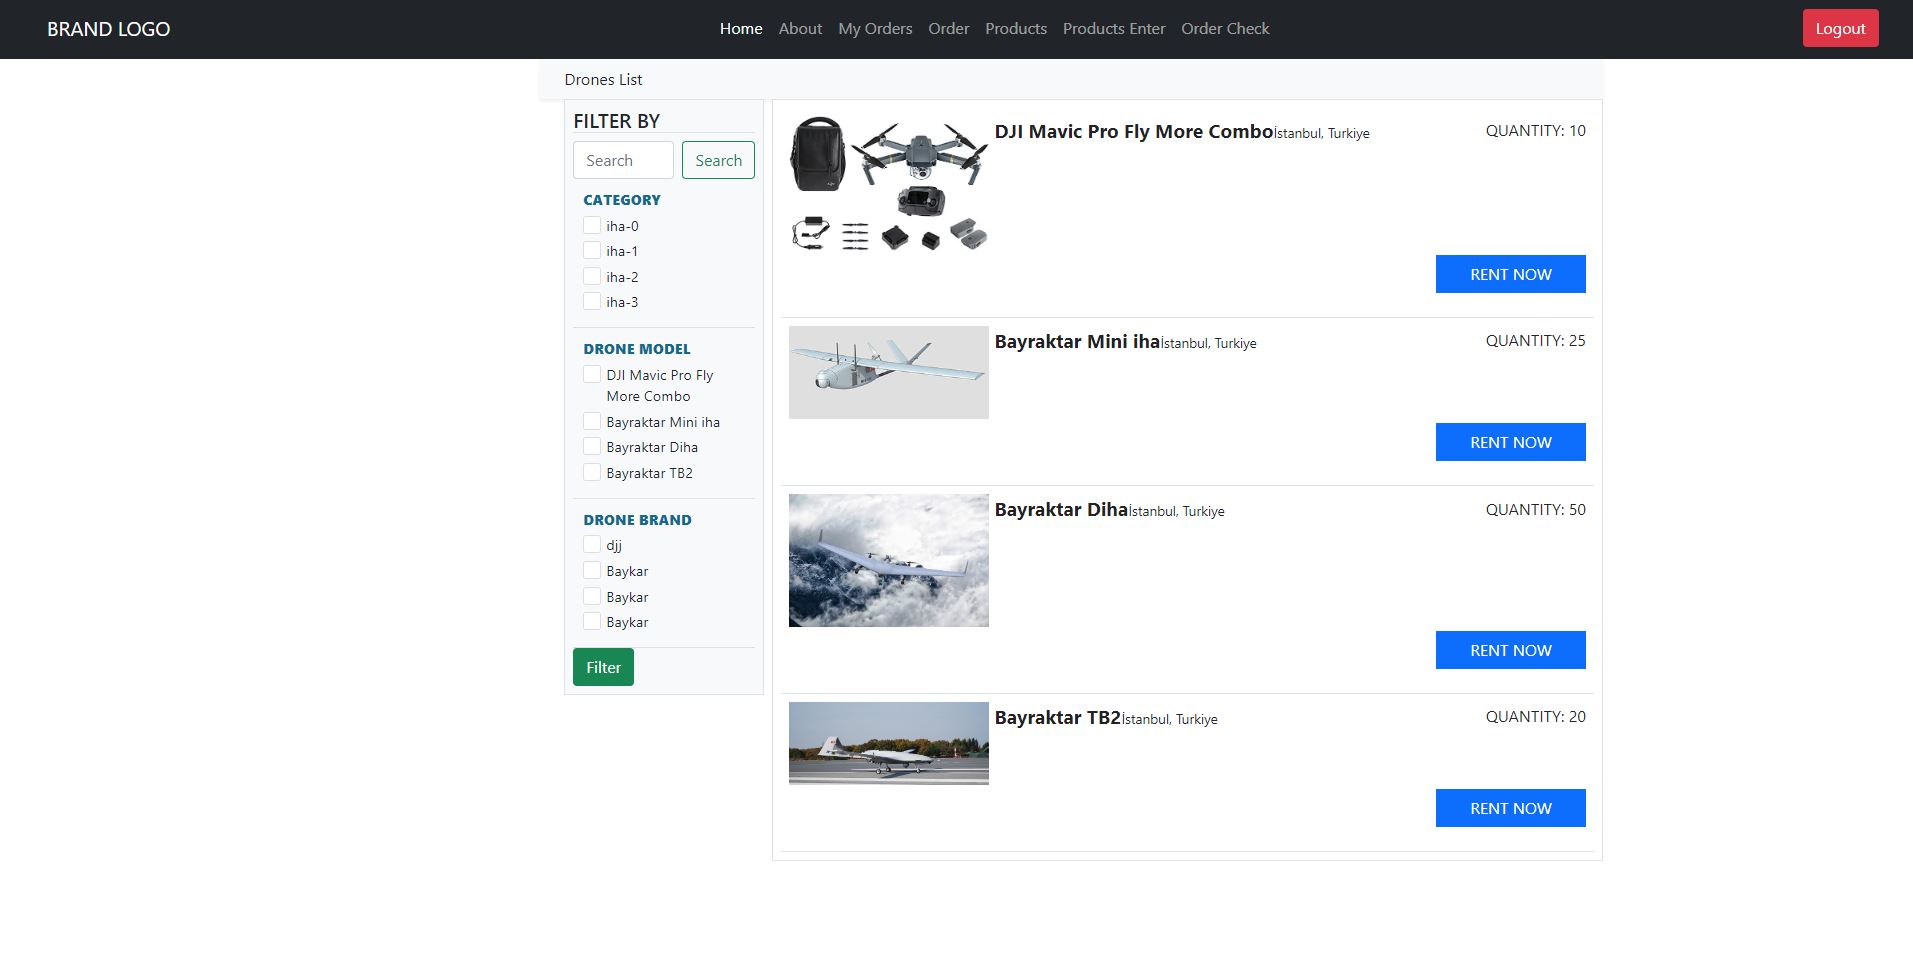 BRAND LOGO
Home About My Orders Order Products Products Enter Order Check
Logout
Drones List
FILTER BY
Search Search
CATEGORY
iha-0
iha-1
iha-2
iha-3
DRONE MODEL
DJI Mavic Pro Fly
More Combo
Bayraktar Mini iha
Bayraktar Diha
Bayraktar TB2
DRONE BRAND
djj
Baykar
Baykar
Baykar
Filter
DJI Mavic Pro Fly More Comboİstanbul, Turkiye
QUANTITY: 10
RENT NOW
Bayraktar Mini ihaİstanbul, Turkiye
QUANTITY: 25
RENT NOW
Bayraktar Dihaİstanbul, Turkiye
QUANTITY: 50
RENT NOW
Bayraktar TB2İstanbul, Turkiye
QUANTITY: 20
RENT NOW